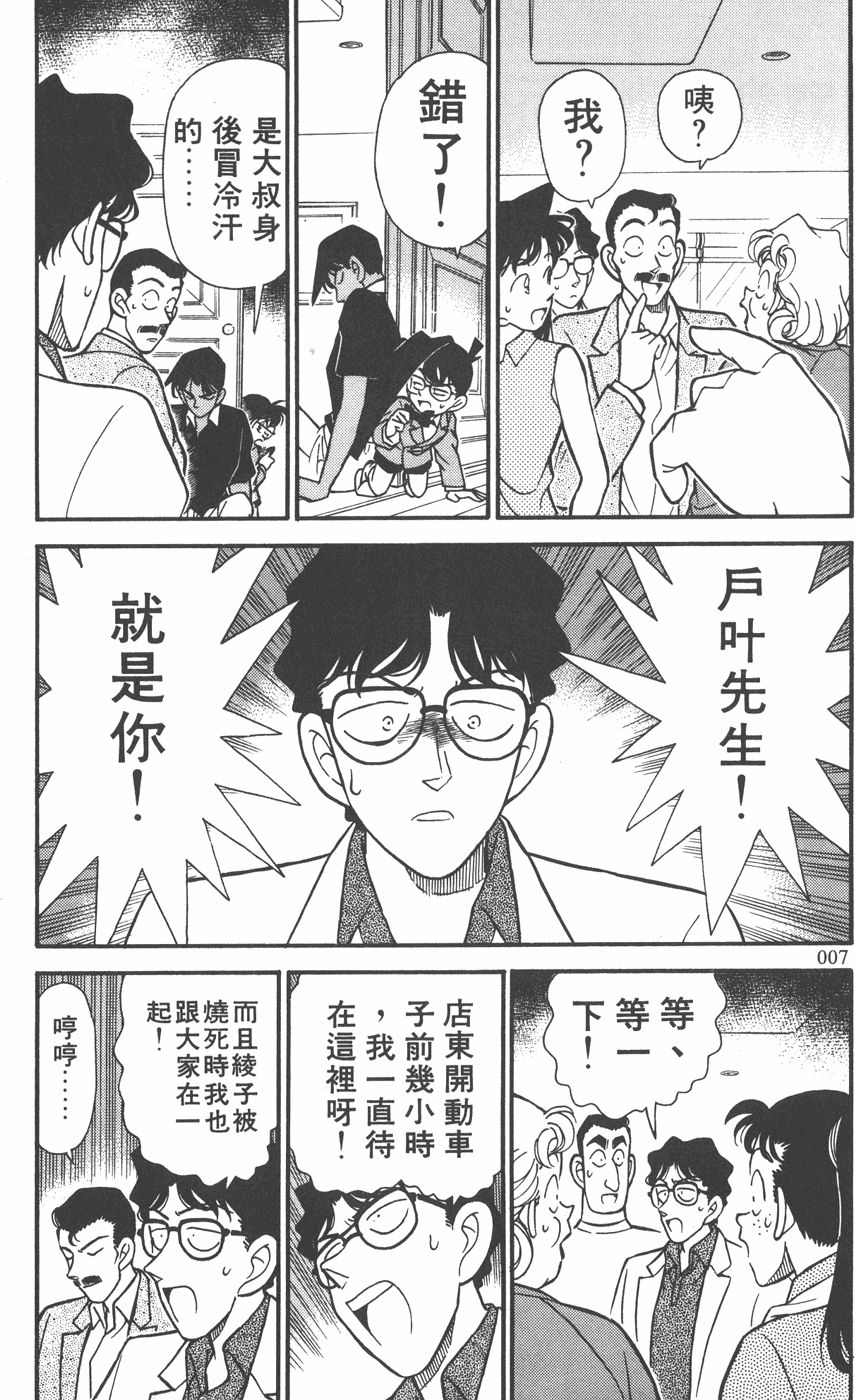 咦?
我?
錯了!
是大叔身
後冒冷汗
的……
戶叶先生!
就是你!
007
等、
等一
下!
店東開動車
子前幾小時
，我一直待
在這裡呀!
而且綾子被
燒死時我也
跟大家在一
起!
哼哼……